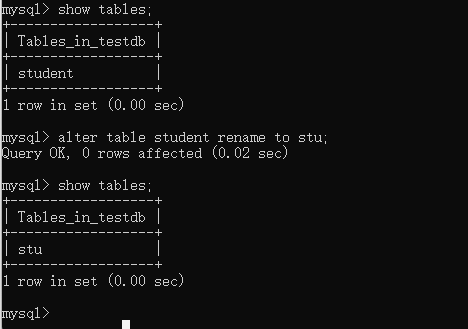 mysql> show tables;
+------------------+
| Tables_in_testdb |
+------------------+
| student          |
+------------------+
1 row in set (0.00 sec)
mysql> alter table student rename to stu;
Query OK, 0 rows affected (0.02 sec)
mysql> show tables;
+------------------+
| Tables_in_testdb |
+------------------+
| stu              |
+------------------+
1 row in set (0.00 sec)
mysql>